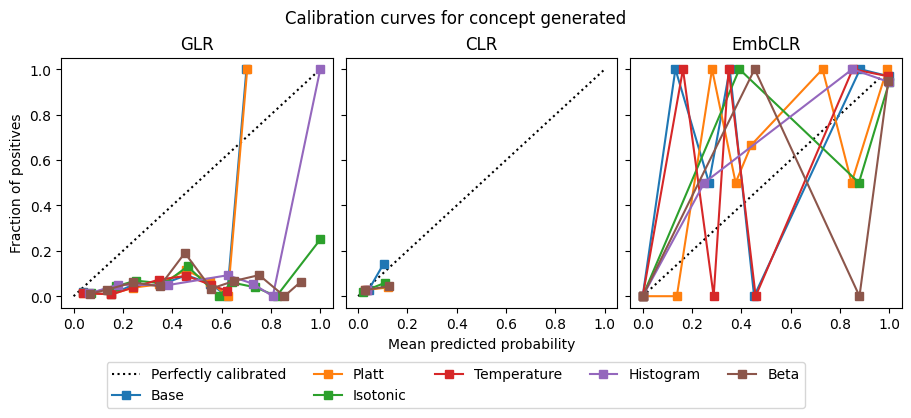 Calibration curves for concept generated
GLR
CLR
EmbCLR
Fraction of positives
1.0
0.8
0.6
0.4
0.2
0.0
0.0 0.2 0.4 0.6 0.8 1.0
0.0 0.2 0.4 0.6 0.8 1.0
0.0 0.2 0.4 0.6 0.8 1.0
Mean predicted probability
Perfectly calibrated Platt Temperature Histogram Beta
Base Isotonic